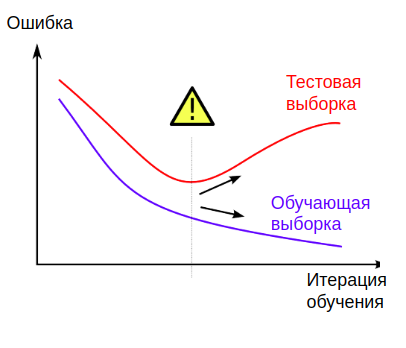 Ошибка
Тестовая
выборка
Обучающая
выборка
Итерация
обучения